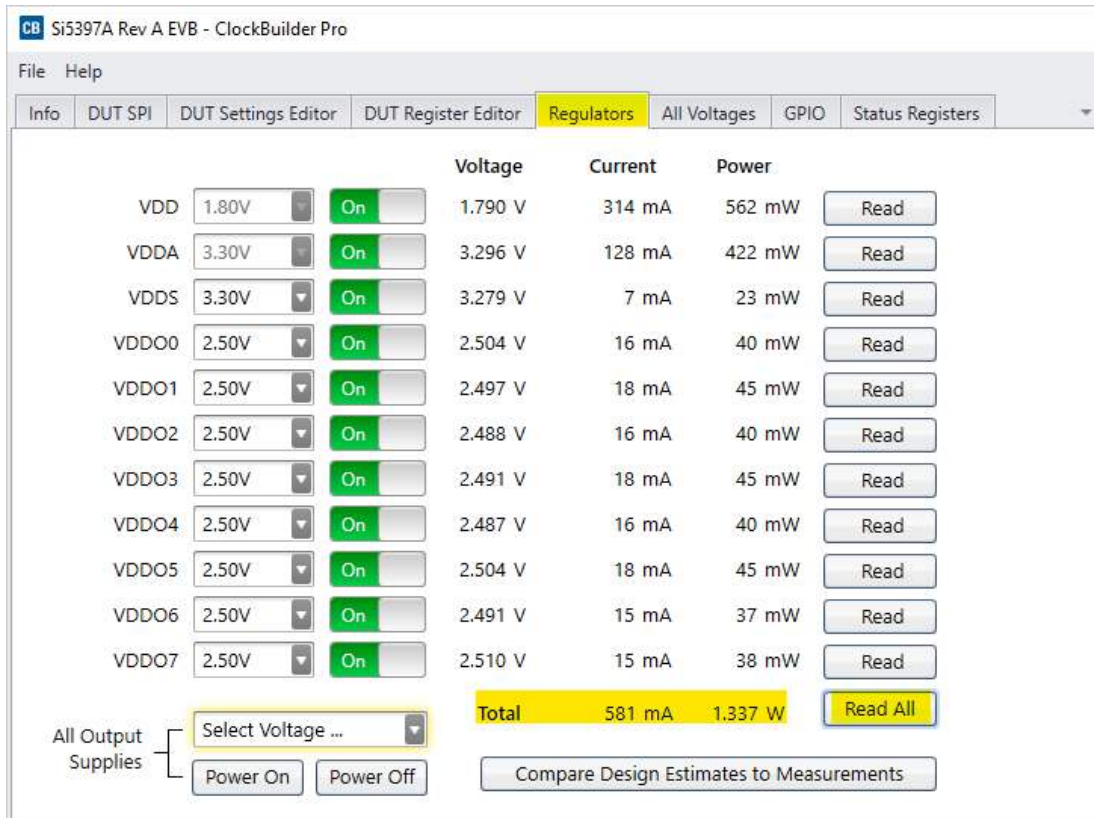 CB Si5397A Rev A EVB - ClockBuilder Pro
File Help
Info DUT SPI DUT Settings Editor DUT Register Editor Regulators All Voltages GPIO Status Registers
Voltage Current Power
VDD 1.80V On 1.790 V 314 mA 562 mW Read
VDDA 3.30V On 3.296 V 128 mA 422 mW Read
VDDS 3.30V On 3.279 V 7 mA 23 mW Read
VDDO0 2.50V On 2.504 V 16 mA 40 mW Read
VDDO1 2.50V On 2.497 V 18 mA 45 mW Read
VDDO2 2.50V On 2.488 V 16 mA 40 mW Read
VDDO3 2.50V On 2.491 V 18 mA 45 mW Read
VDDO4 2.50V On 2.487 V 16 mA 40 mW Read
VDDO5 2.50V On 2.504 V 18 mA 45 mW Read
VDDO6 2.50V On 2.491 V 15 mA 37 mW Read
VDDO7 2.50V On 2.510 V 15 mA 38 mW Read
Total 581 mA 1.337 W Read All
All Output Supplies
Select Voltage ...
Power On Power Off
Compare Design Estimates to Measurements